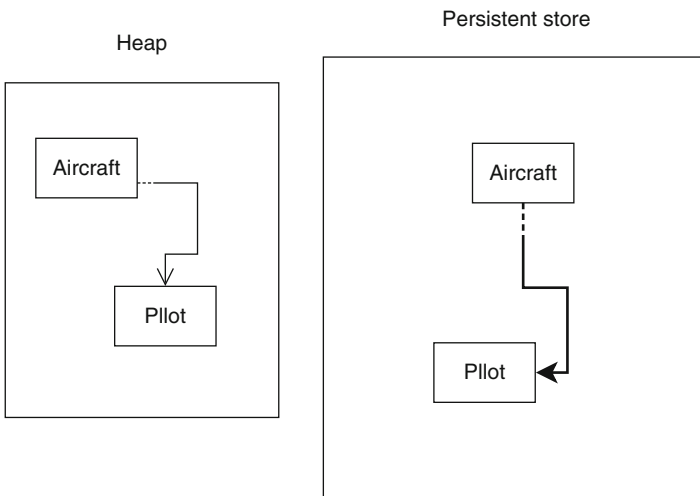 Heap
Persistent store
Aircraft
Aircraft
Pllot
Pllot